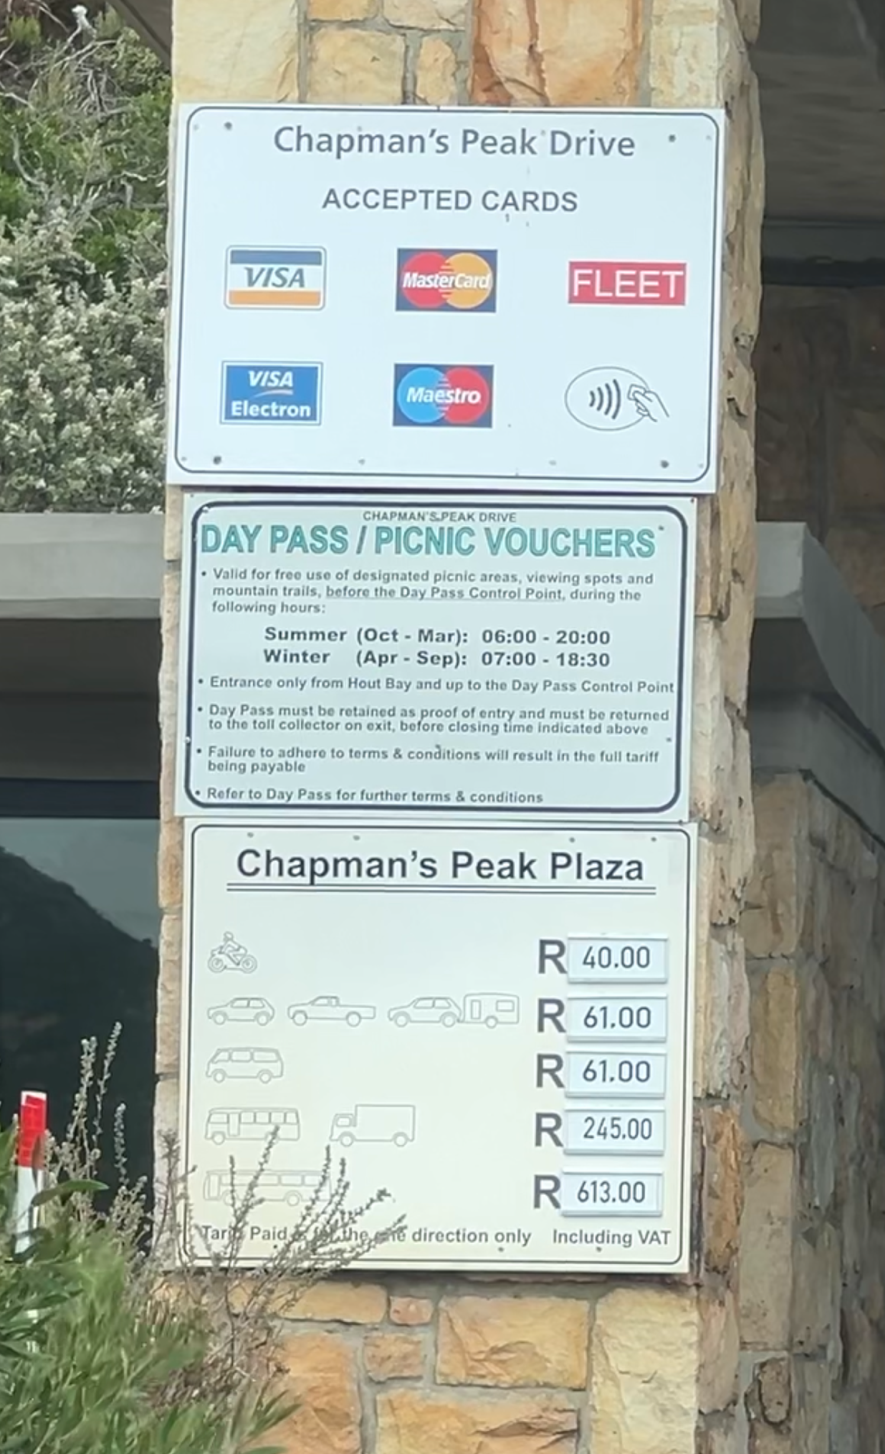 Chapman's Peak Drive
ACCEPTED CARDS
VISA
MasterCard
FLEET
VISA
Electron
Maestro
CHAPMAN'S PEAK DRIVE
DAY PASS / PICNIC VOUCHERS
• Valid for free use of designated picnic areas, viewing spots and
mountain trails, before the Day Pass Control Point, during the
following hours:
Summer (Oct - Mar): 06:00 - 20:00
Winter (Apr - Sep): 07:00 - 18:30
• Entrance only from Hout Bay and up to the Day Pass Control Point
• Day Pass must be retained as proof of entry and must be returned
to the toll collector on exit, before closing time indicated above
• Failure to adhere to terms & conditions will result in the full tariff
being payable
• Refer to Day Pass for further terms & conditions
Chapman's Peak Plaza
R 40.00
R 61.00
R 61.00
R 245.00
R 613.00
Paid the direction only Including VAT